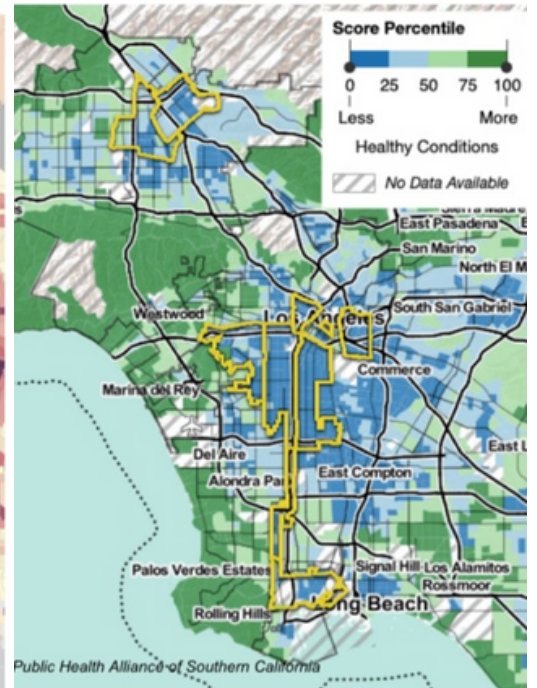 Score Percentile
0 25 50 75 100
Less More
Healthy Conditions
No Data Available
East Pasadena
San Marino
North El M
Westwood
Los Angeles
South San Gabriel
Commerce
Marina del Rey
Del Aire
East L
Alondra Par
East Compton
Palos Verdes Estates
Signal Hill Los Alamitos
Rossmoor
Rolling Hills
Long Beach
Public Health Alliance of Southern California